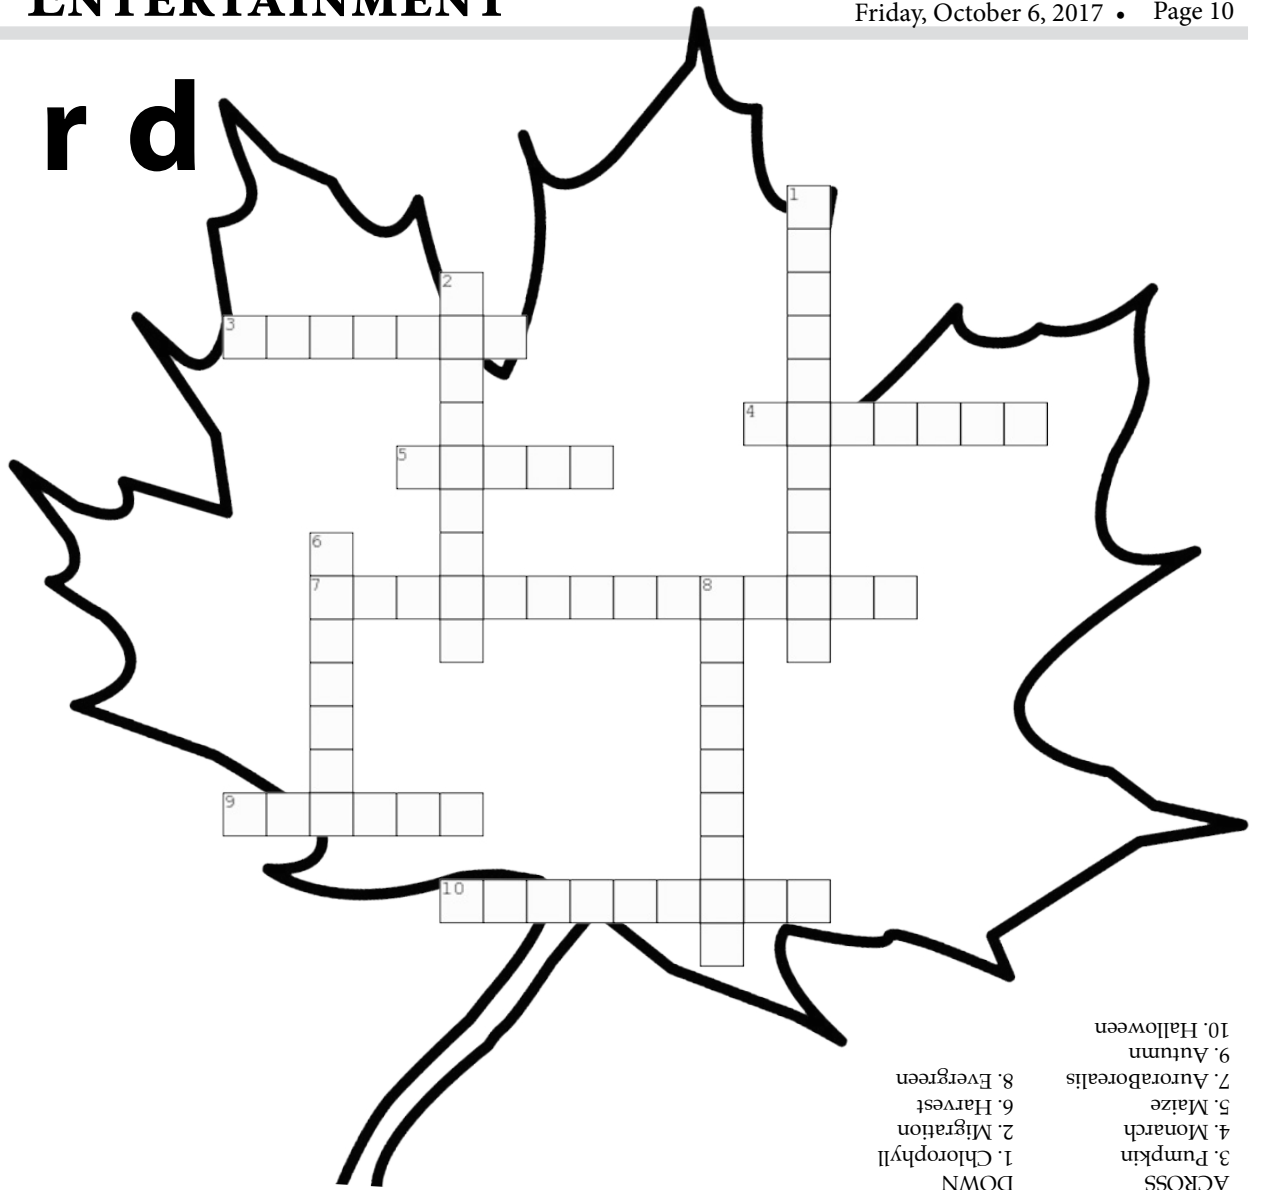 ENTERTAINMENT
Friday, October 6, 2017 • Page 10
r d
1
2
3
4
5
6
7
8
9
10
ACROSS
3. Pumpkin
4. Monarch
5. Maize
7. AuroraBorealis
9. Autumn
10. Halloween
DOWN
1. Chlorophyll
2. Migration
6. Harvest
8. Evergreen